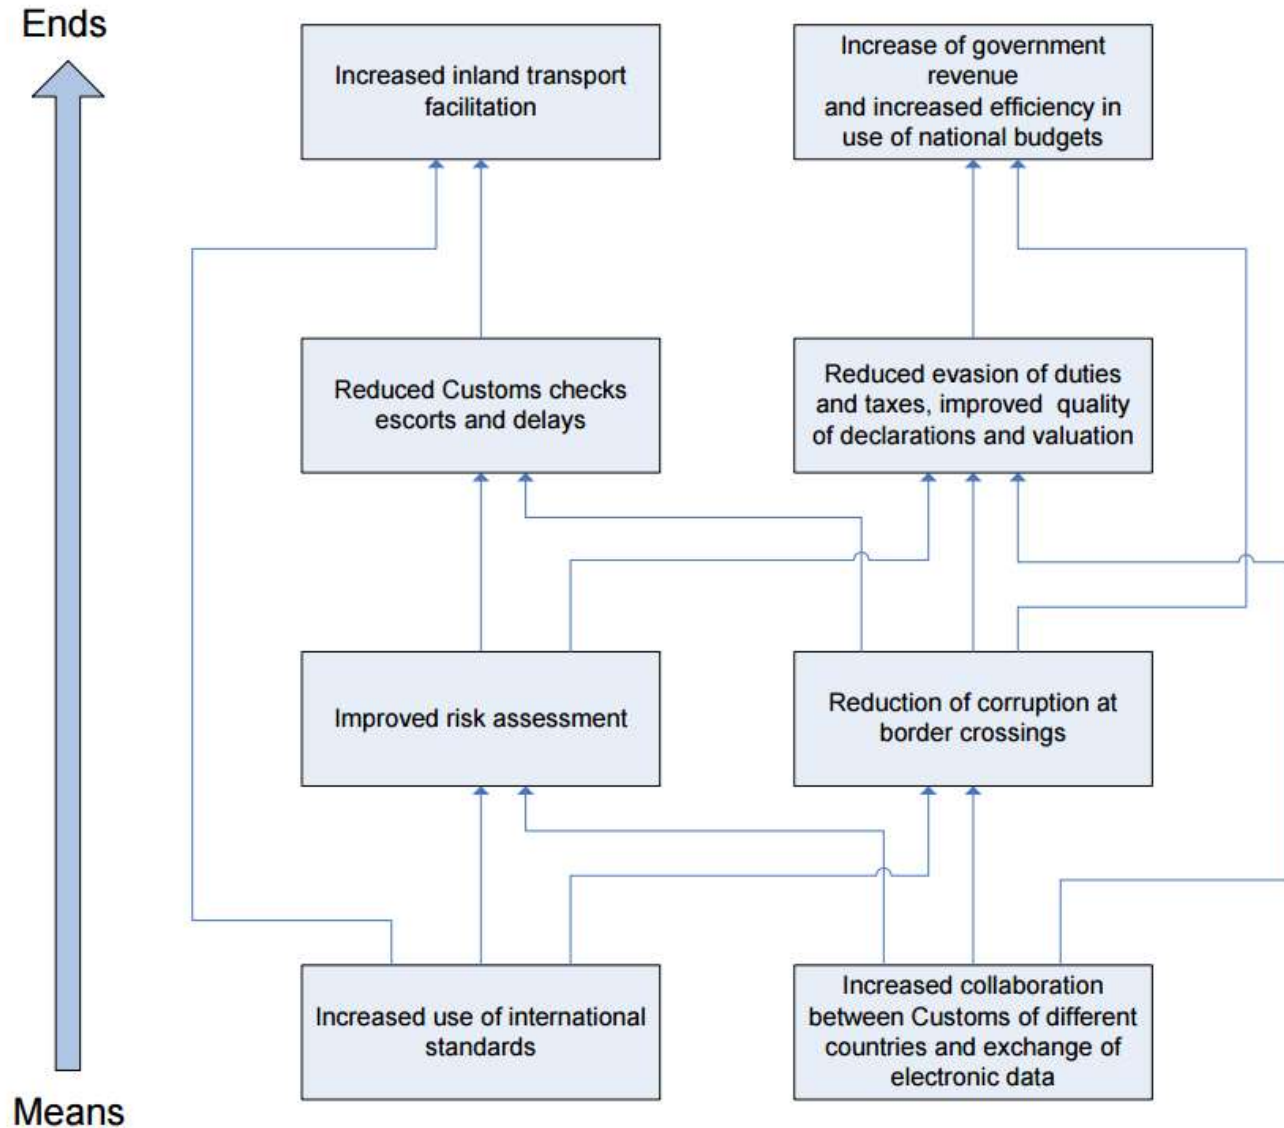 Ends
Increased inland transport
facilitation
Increase of government
revenue
and increased efficiency in
use of national budgets
Reduced Customs checks
escorts and delays
Reduced evasion of duties
and taxes, improved quality
of declarations and valuation
Improved risk assessment
Reduction of corruption at
border crossings
Increased use of international
standards
Increased collaboration
between Customs of different
countries and exchange of
electronic data
Means